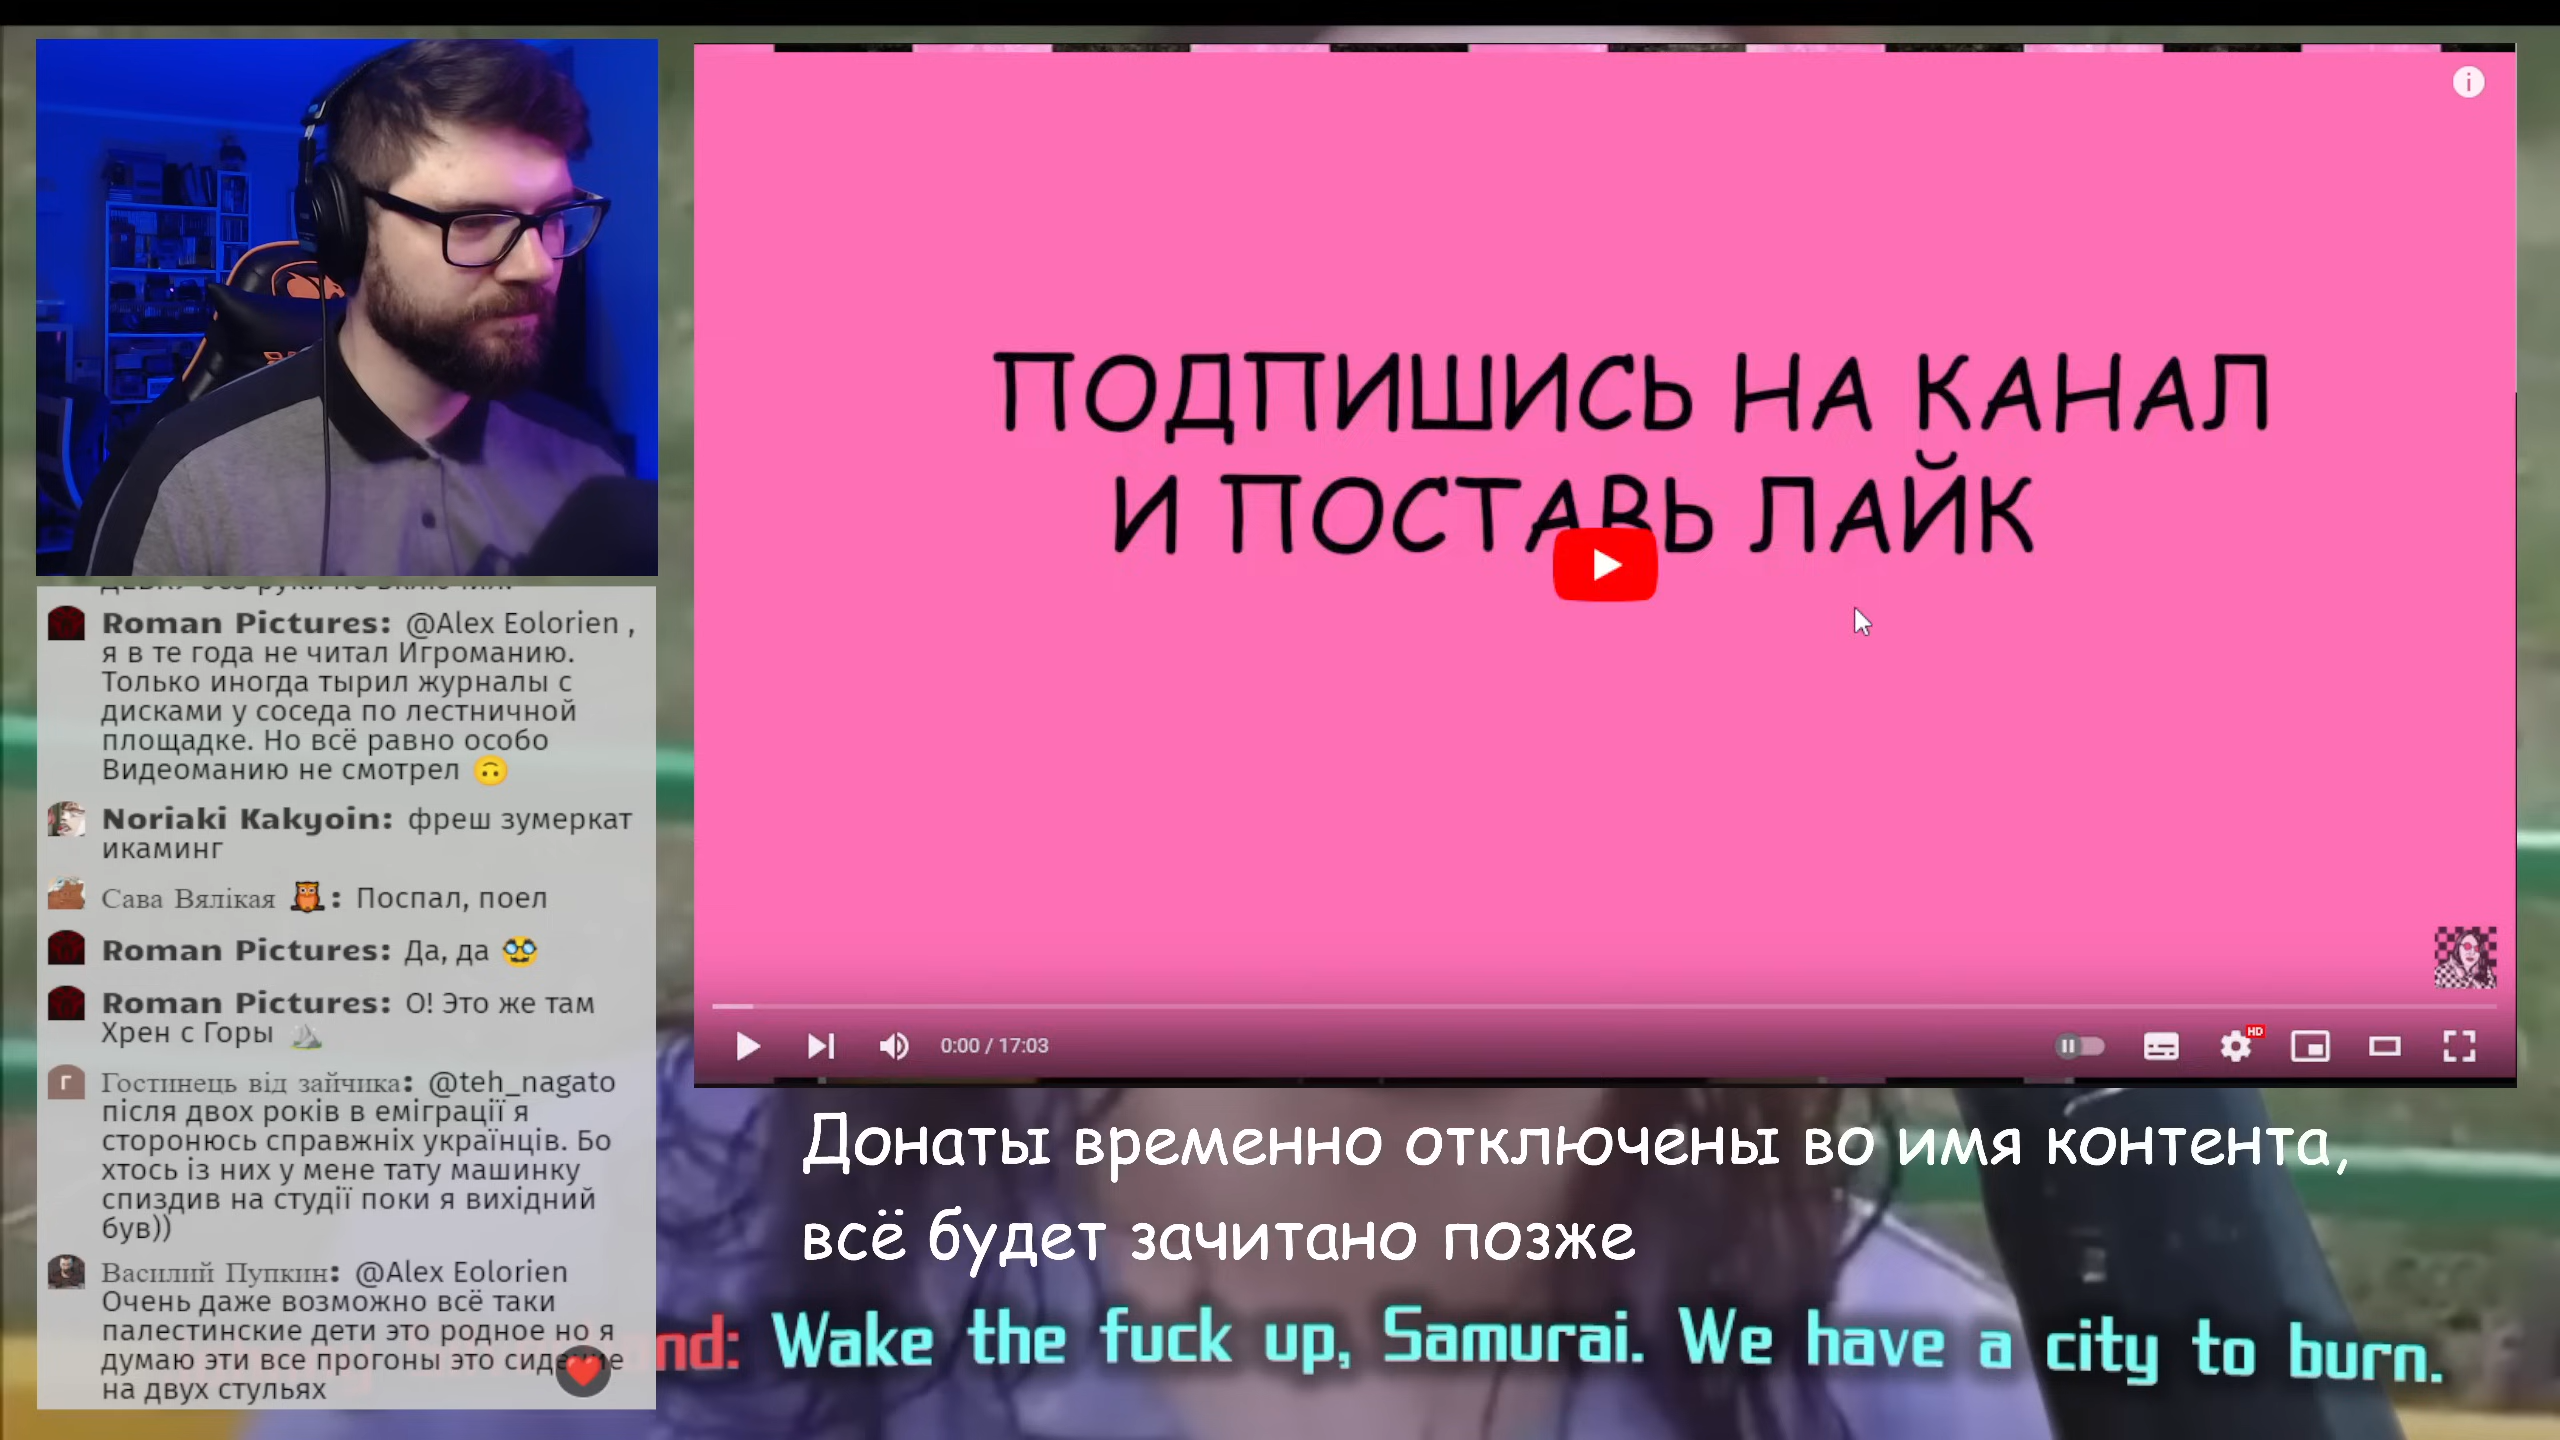 ПОДПИШИСЬ НА КАНАЛ
И ПОСТАВЬ ЛАЙК
0:00 / 17:03
HD
Roman Pictures: @Alex Eolorien ,
я в те года не читал Игроманию.
Только иногда тырил журналы с
дисками у соседа по лестничной
площадке. Но всё равно особо
Видеоманию не смотрел 🙃
Noriaki Kakyoin: фреш зумеркат
икаминг
Сава Вялікая 🦉: Поспал, поел
Roman Pictures: Да, да 🥸
Roman Pictures: О! Это же там
Хрен с Горы ⛰️
Г
Гостинець від зайчика: @teh_nagato
після двох років в еміграції я
сторонюсь справжніх українців. Бо
хтось із них у мене тату машинку
спиздив на студії поки я вихідний
був))
Василий Пупкин: @Alex Eolorien
Очень даже возможно всё таки
палестинские дети это родное но я
думаю эти все прогоны это
на двух стульях
Донаты временно отключены во имя контента,
всё будет зачитано позже
Wake the fuck up, Samurai. We have a city to burn.